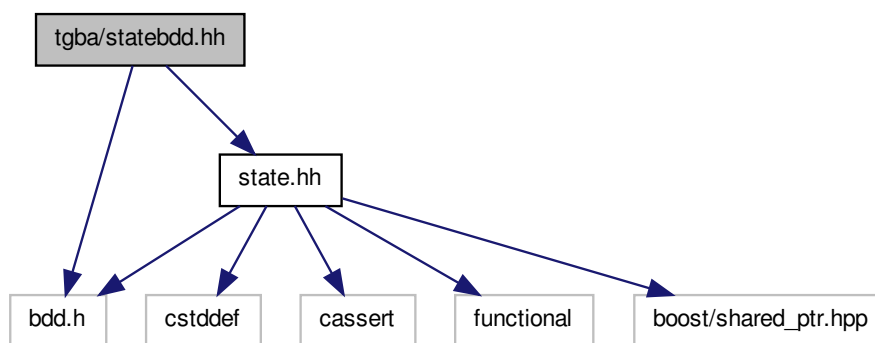 tgba/statebdd.hh
state.hh
bdd.h
cstddef
cassert
functional
boost/shared_ptr.hpp